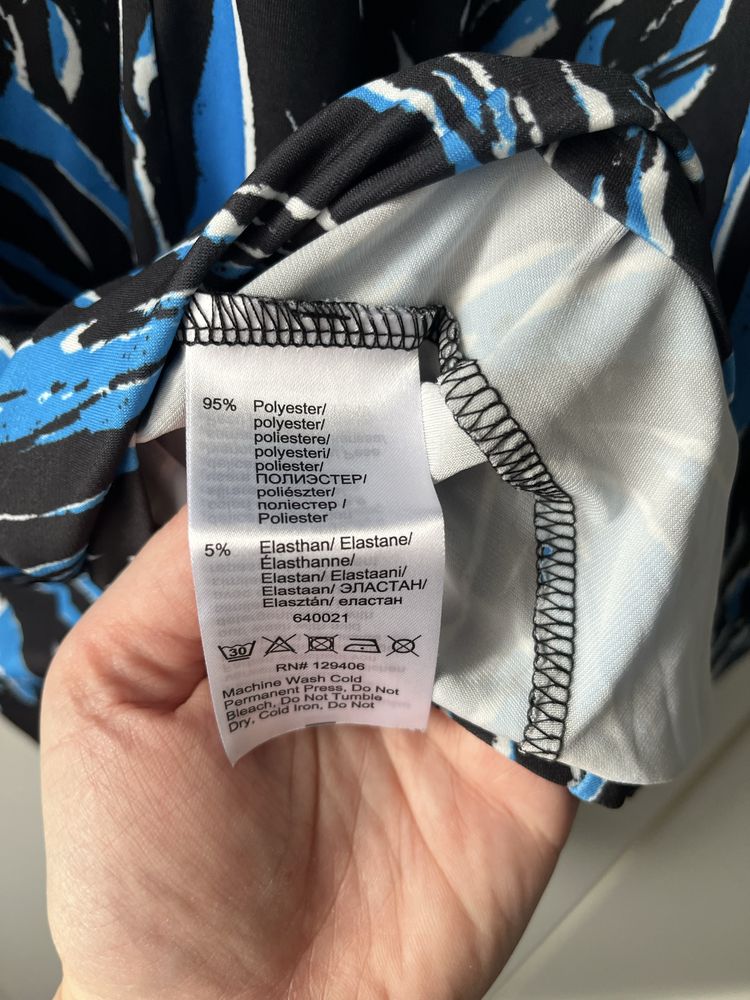 95% Polyester/
polyester/
poliestere/
polyesteri/
poliester/
ПОЛИЭСТЕР/
poliészter/
поліестер /
Poliester
5% Elasthan/ Elastane/
Élasthanne/
Elastan/ Elastaani/
Elastaan/ ЭЛАСТАН/
Elasztán/ еластан
640021
30
RN# 129406
Machine Wash Cold
Permanent Press, Do Not
Bleach, Do Not Tumble
Dry, Cold Iron, Do Not